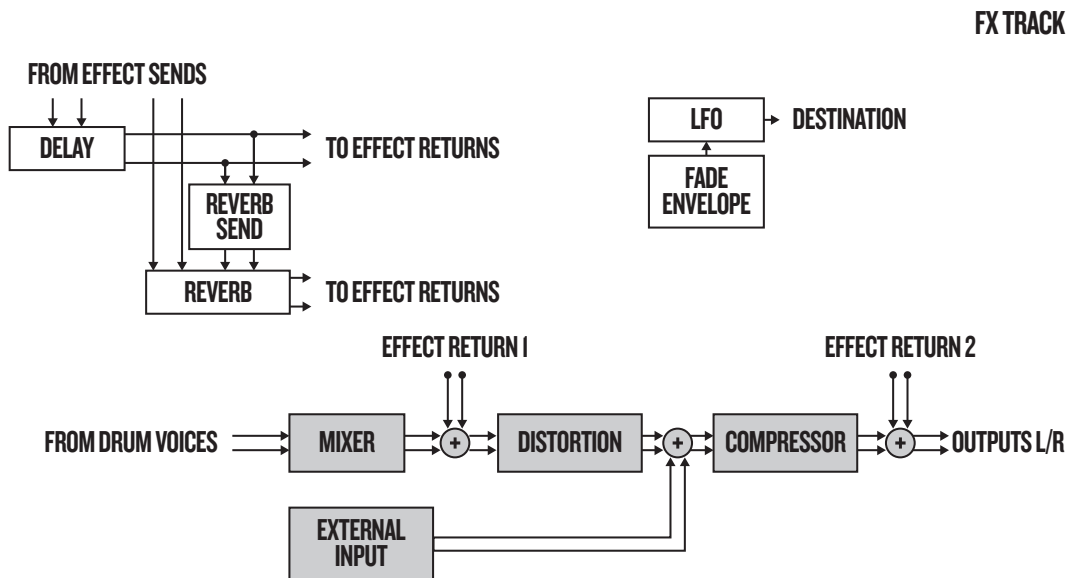 FX TRACK
FROM EFFECT SENDS
DELAY
TO EFFECT RETURNS
REVERB
SEND
REVERB
TO EFFECT RETURNS
LFO
DESTINATION
FADE
ENVELOPE
EFFECT RETURN 1
EFFECT RETURN 2
FROM DRUM VOICES
MIXER
+
DISTORTION
+
COMPRESSOR
+
OUTPUTS L/R
EXTERNAL
INPUT